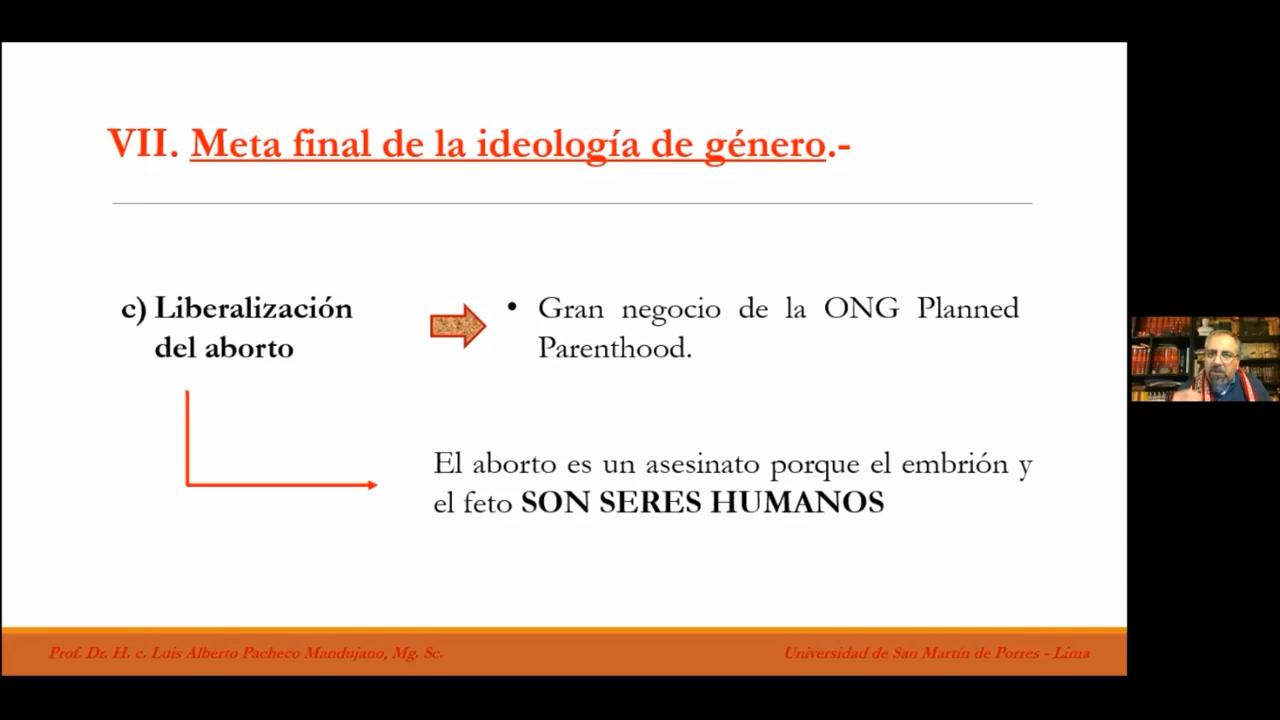 VII. Meta final de la ideología de género.-
c) Liberalización
del aborto
• Gran negocio de la ONG Planned
Parenthood.
El aborto es un asesinato porque el embrión y
el feto SON SERES HUMANOS
Prof. Dr. H. c. Luis Alberto Pacheco Mandujano, Mg. Sc.
Universidad de San Martín de Porres - Lima